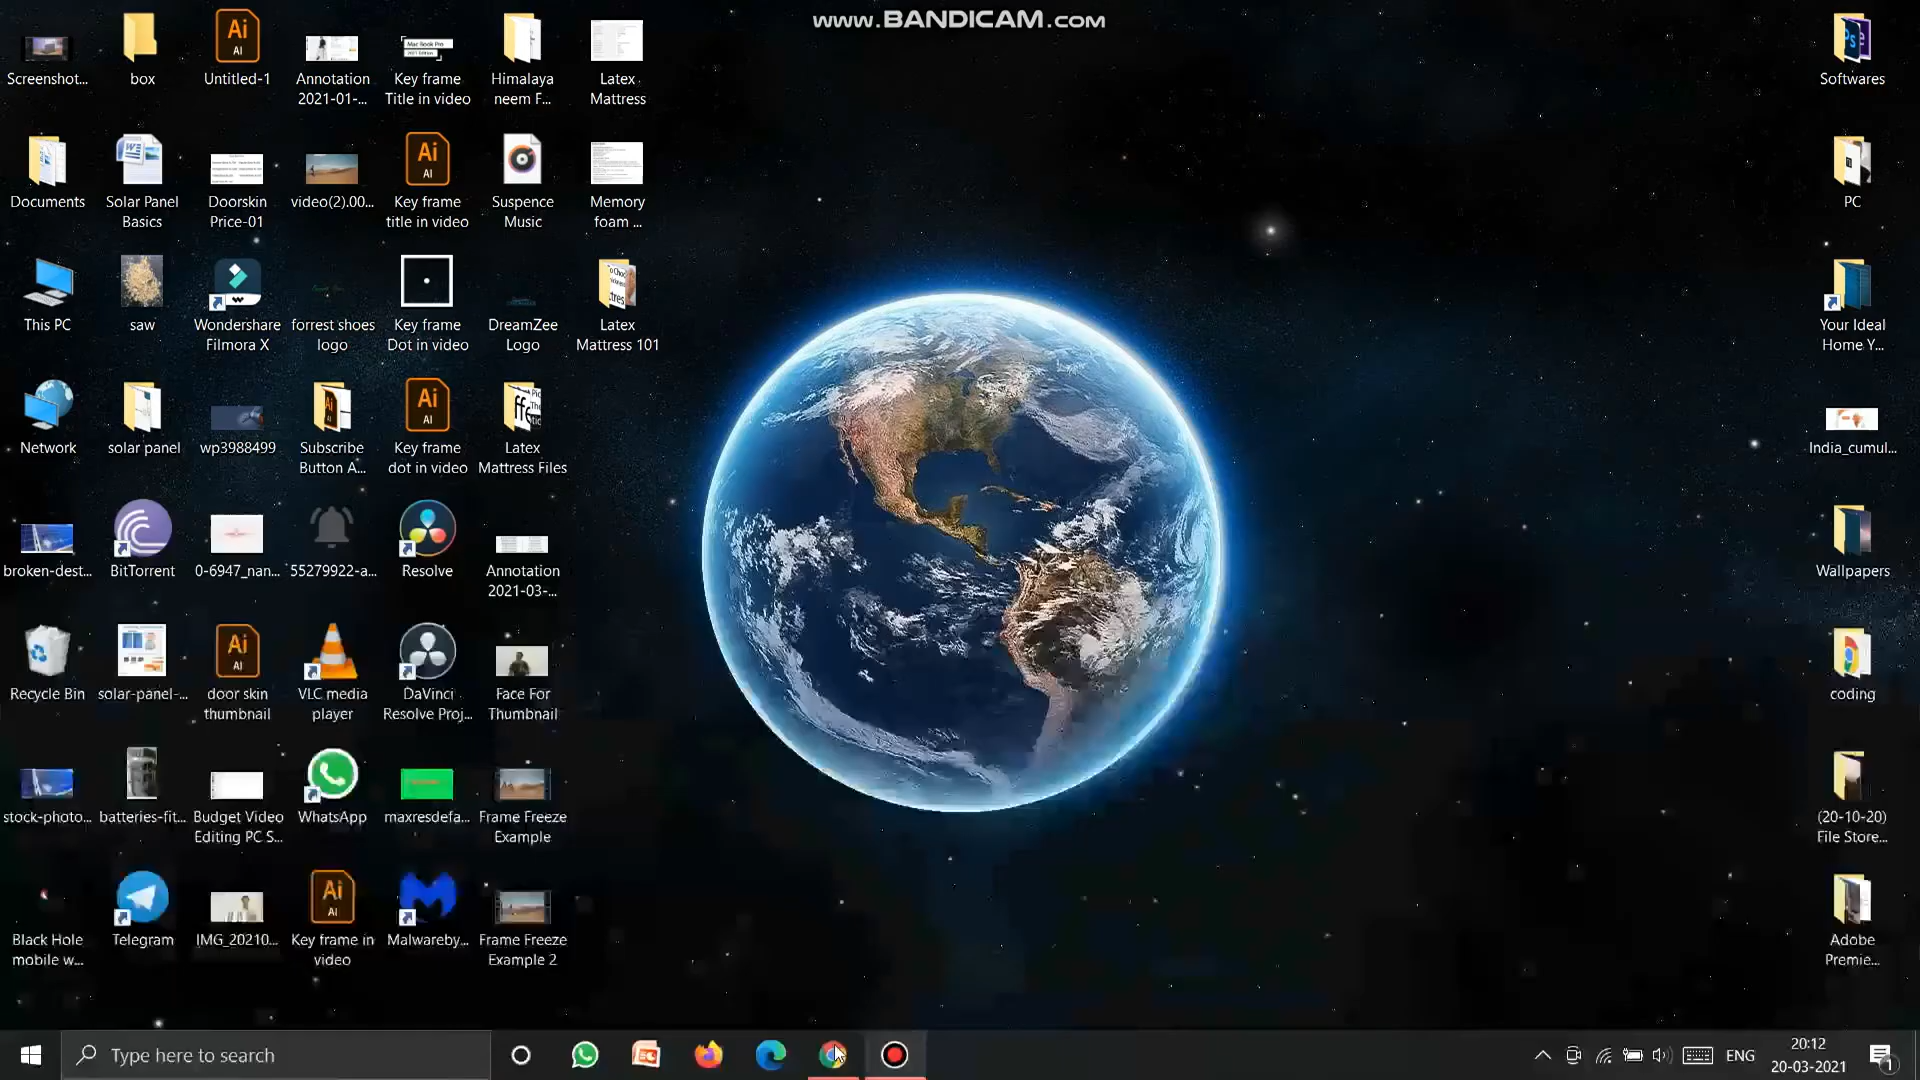 www.BANDICAM.com
Screenshot...
box
Untitled-1
Annotation
2021-01-...
Key frame
Title in video
Himalaya
neem F...
Latex
Mattress
Softwares
Documents
Solar Panel
Basics
Doorskin
Price-01
video(2).00...
Key frame
title in video
Suspence
Music
Memory
foam ...
PC
This PC
saw
Wondershare
Filmora X
forrest shoes
logo
Key frame
Dot in video
DreamZee
Logo
Latex
Mattress 101
Your Ideal
Home Y...
Network
solar panel
wp3988499
Subscribe
Button A...
Key frame
dot in video
Latex
Mattress Files
India_cumul...
broken-dest...
BitTorrent
0-6947_nan...
55279922-a...
Resolve
Annotation
2021-03-...
Wallpapers
Recycle Bin
solar-panel-...
door skin
thumbnail
VLC media
player
DaVinci
Resolve Proj...
Face For
Thumbnail
coding
stock-photo...
batteries-fit...
Budget Video
Editing PC S...
WhatsApp
maxresdefa...
Frame Freeze
Example
(20-10-20)
File Store...
Black Hole
mobile w...
Telegram
IMG_20210...
Key frame in
video
Malwareby...
Frame Freeze
Example 2
Adobe
Premie...
Type here to search
ENG
20:12
20-03-2021
1